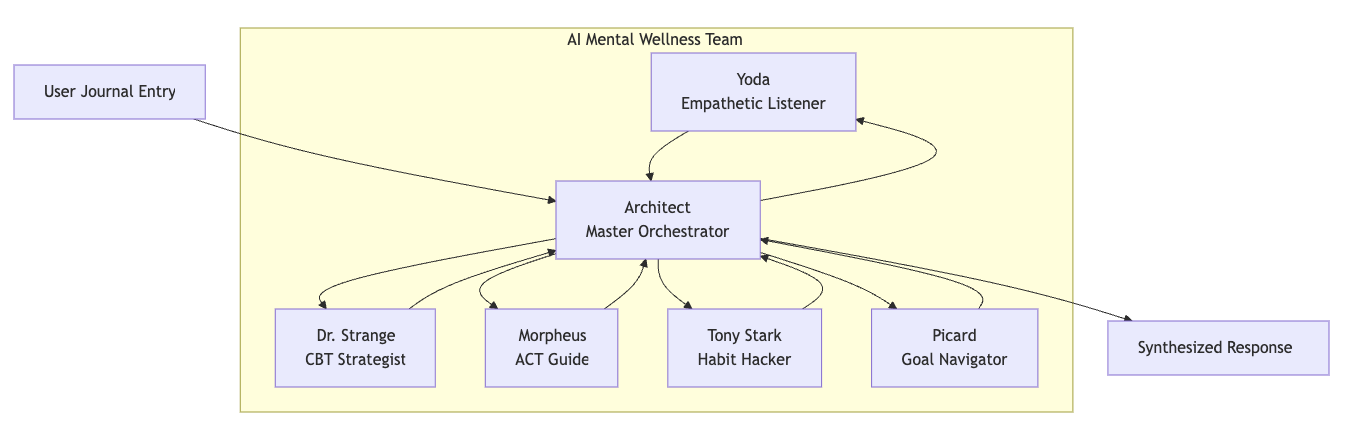 AI Mental Wellness Team
User Journal Entry
Yoda
Empathetic Listener
Architect
Master Orchestrator
Dr. Strange
CBT Strategist
Morpheus
ACT Guide
Tony Stark
Habit Hacker
Picard
Goal Navigator
Synthesized Response